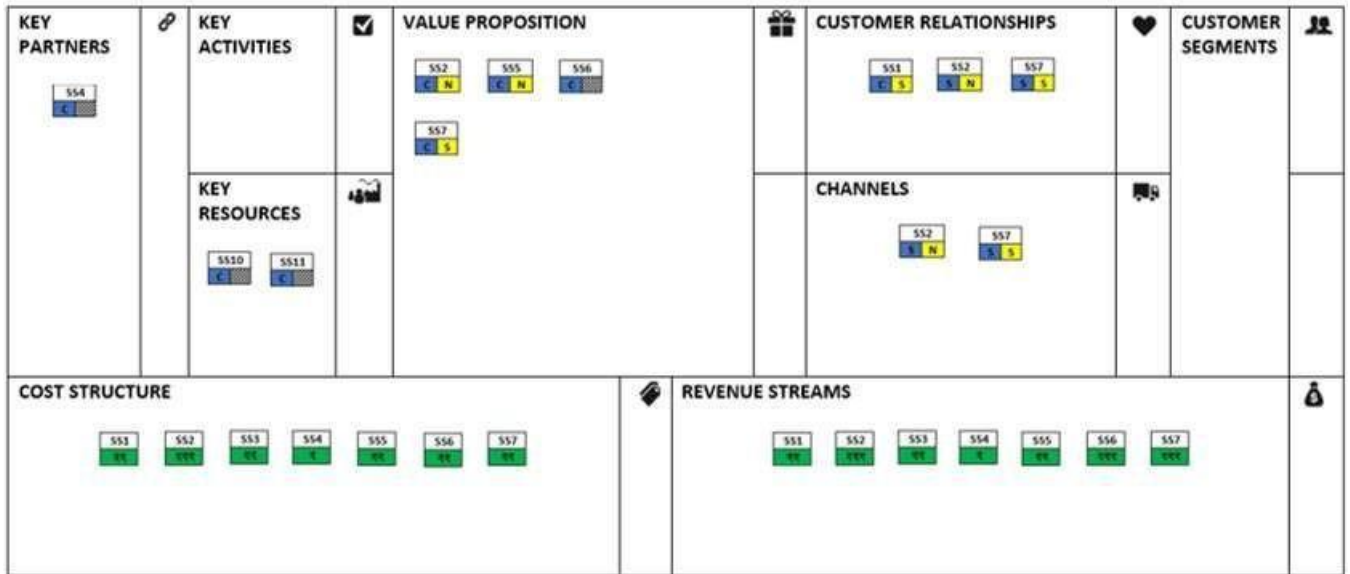 KEY
PARTNERS
SS4
C
KEY
ACTIVITIES
KEY
RESOURCES
SS10 SS11
C C
VALUE PROPOSITION
SS2 SS5 SS6
C N C N C
SS7
C S
CUSTOMER RELATIONSHIPS
SS1 SS2 SS7
C S S N S S
CHANNELS
SS2 SS7
S N S S
CUSTOMER
SEGMENTS
COST STRUCTURE
SS1 SS2 SS3 SS4 SS5 SS6 SS7
REVENUE STREAMS
SS1 SS2 SS3 SS4 SS5 SS6 SS7